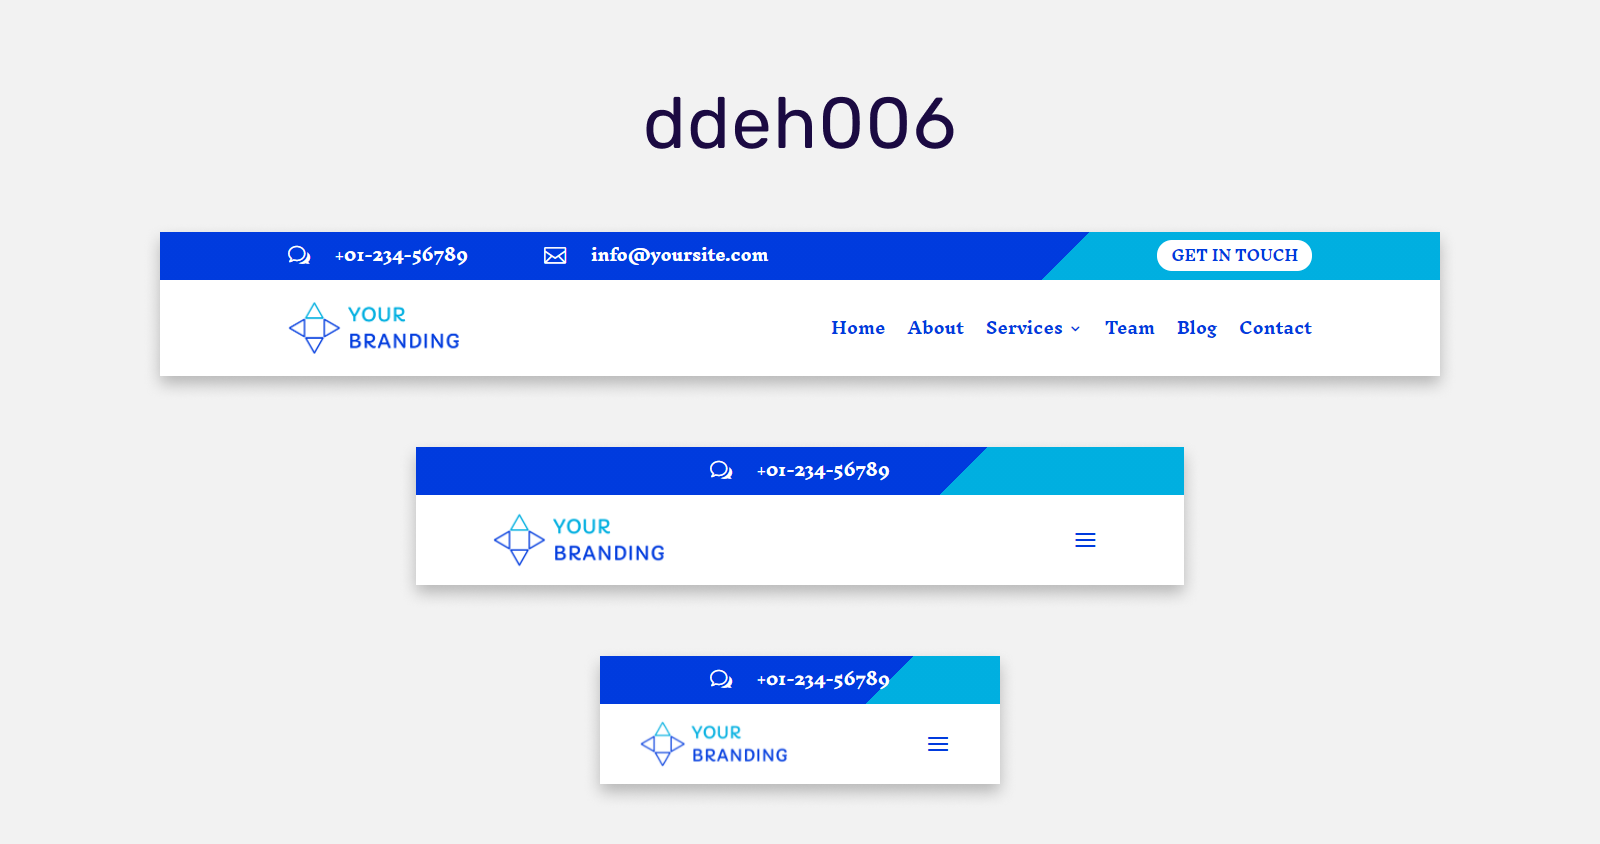 ddeh006
+01-234-56789 info@yoursite.com GET IN TOUCH
YOUR
BRANDING
Home About Services Team Blog Contact
+01-234-56789
YOUR
BRANDING
+01-234-56789
YOUR
BRANDING